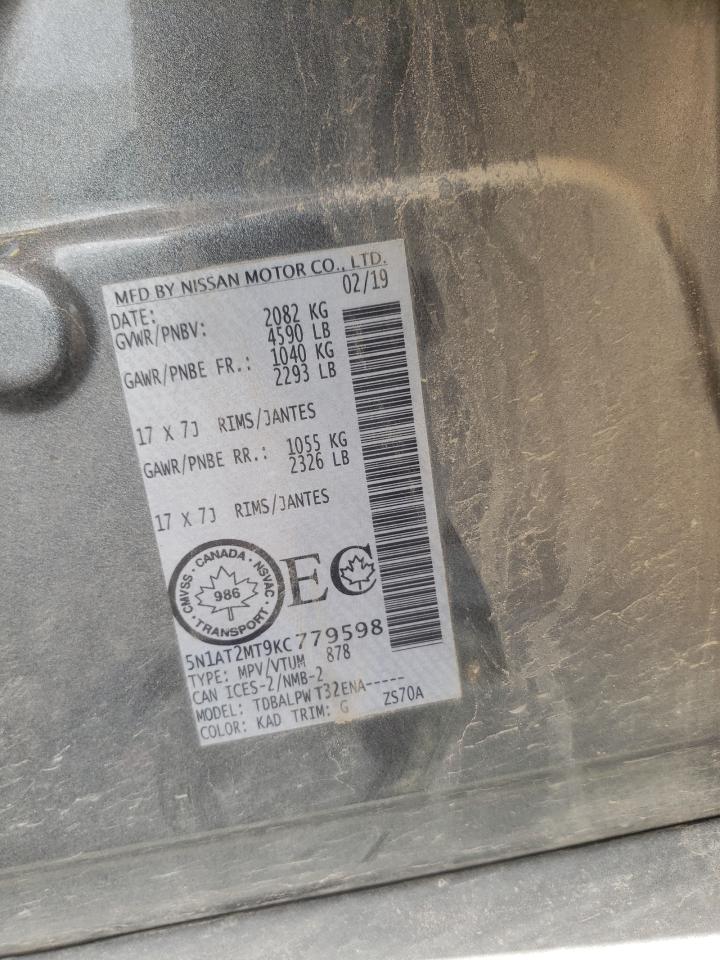 MFD BY NISSAN MOTOR CO., LTD.
DATE: 02/19
GVWR/PNBV: 2082 KG
4590 LB
GAWR/PNBE FR.: 1040 KG
2293 LB
17 X 7J RIMS/JANTES
GAWR/PNBE RR.: 1055 KG
2326 LB
17 X 7J RIMS/JANTES
CMVSS · CANADA · NSVAC
986
· TRANSPORT ·
EC
5N1AT2MT9KC779598
TYPE: MPV/VTUM 878
CAN ICES-2/NMB-2
MODEL: TDBALPWT32ENA-----
COLOR: KAD TRIM: G ZS70A